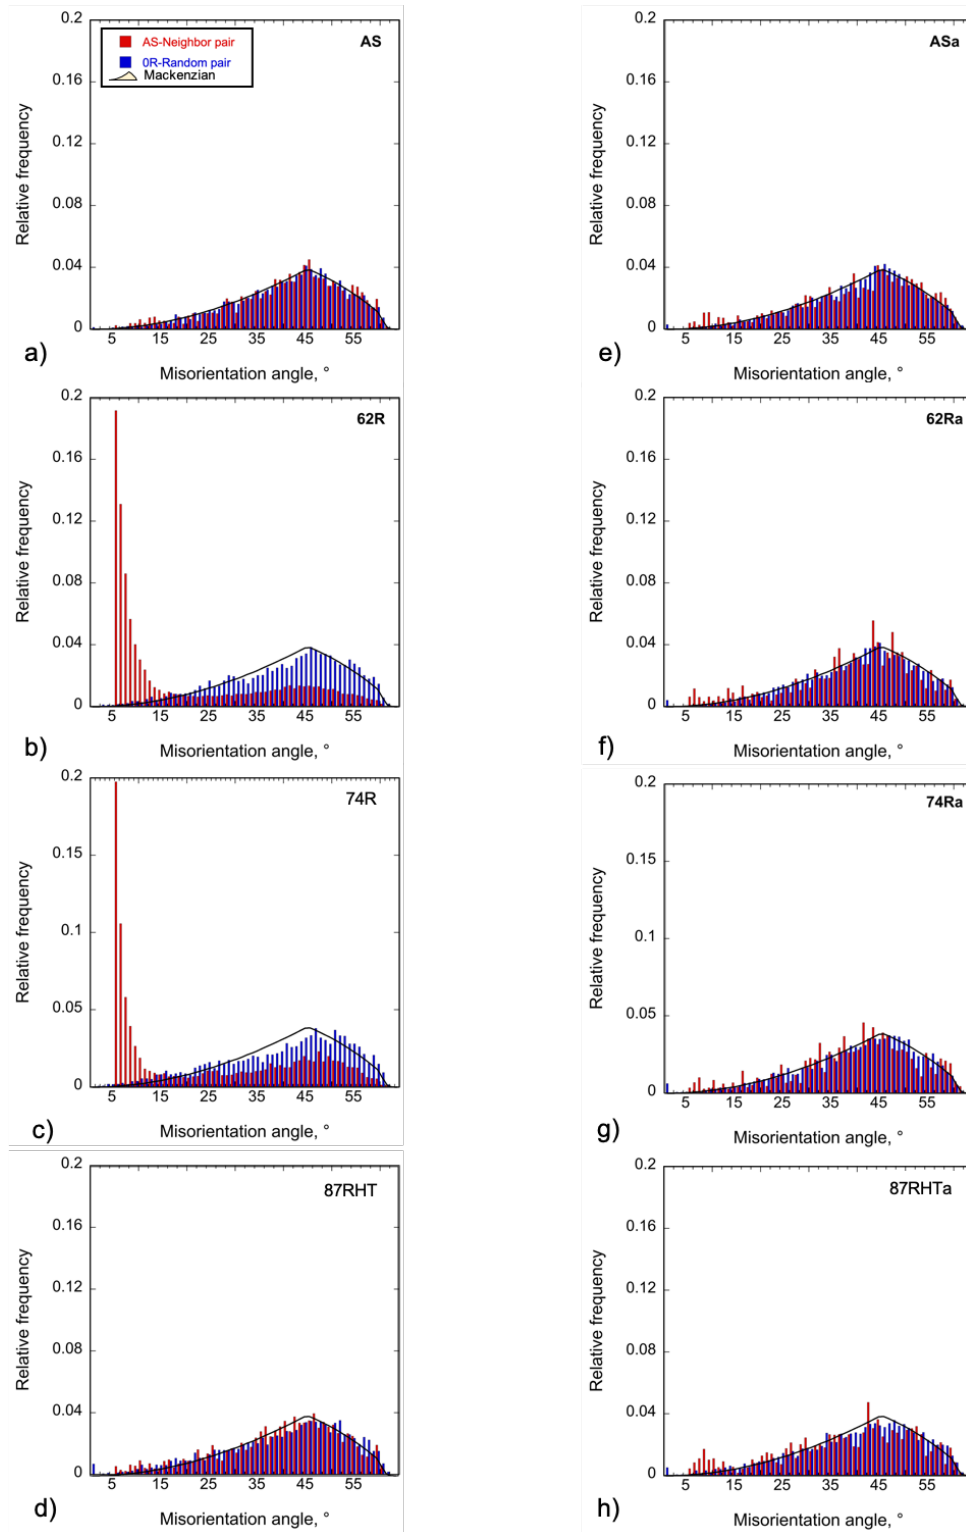 0.2
AS
AS-Neighbor pair
0R-Random pair
Mackenzian
0.16
0.12
0.08
0.04
0
Relative frequency
5 15 25 35 45 55
a)
Misorientation angle, °
0.2
ASa
0.16
0.12
0.08
0.04
0
Relative frequency
5 15 25 35 45 55
e)
Misorientation angle, °
0.2
62R
0.16
0.12
0.08
0.04
0
Relative frequency
5 15 25 35 45 55
b)
Misorientation angle, °
0.2
62Ra
0.16
0.12
0.08
0.04
0
Relative frequency
5 15 25 35 45 55
f)
Misorientation angle, °
0.2
74R
0.15
0.1
0.05
0
Relative frequency
5 15 25 35 45 55
c)
Misorientation angle, °
0.2
74Ra
0.15
0.1
0.05
0
Relative frequency
5 15 25 35 45 55
g)
Misorientation angle, °
0.2
87RHT
0.16
0.12
0.08
0.04
0
Relative frequency
5 15 25 35 45 55
d)
Misorientation angle, °
0.2
87RHTa
0.16
0.12
0.08
0.04
0
Relative frequency
5 15 25 35 45 55
h)
Misorientation angle, °